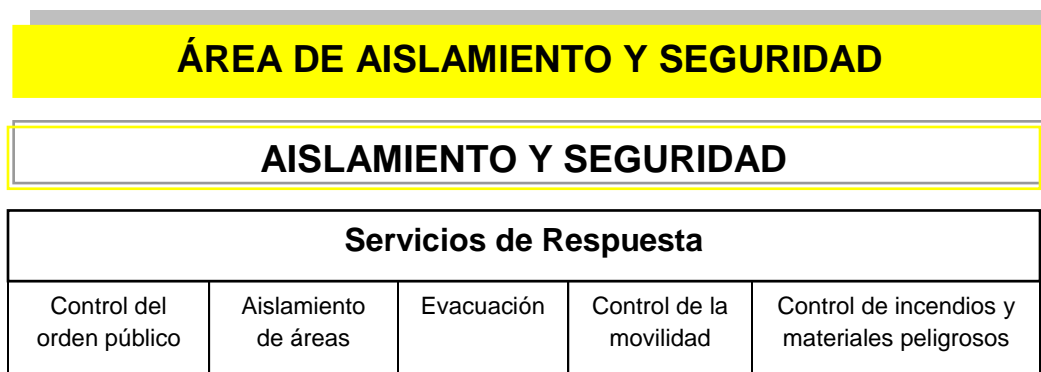 ÁREA DE AISLAMIENTO Y SEGURIDAD
AISLAMIENTO Y SEGURIDAD
Servicios de Respuesta
Control del
orden público
Aislamiento
de áreas
Evacuación
Control de la
movilidad
Control de incendios y
materiales peligrosos